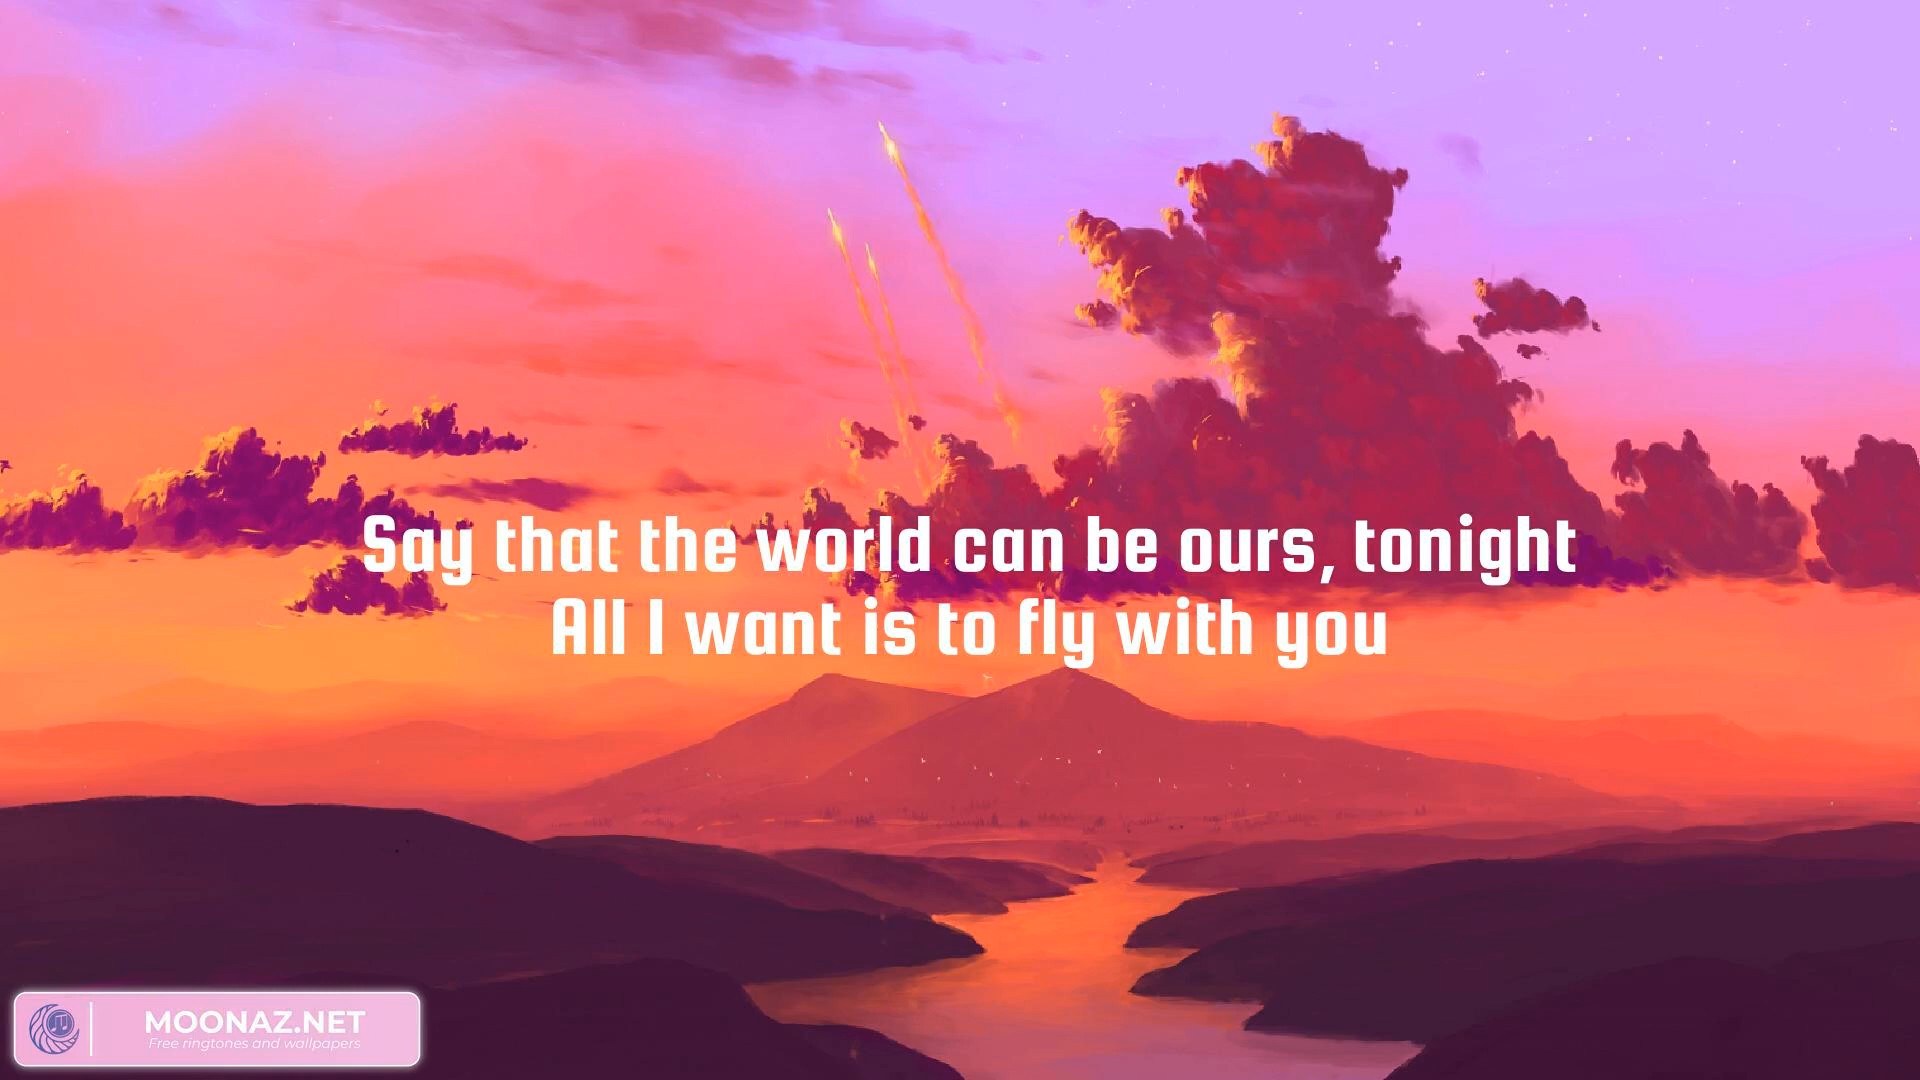 Say that the world can be ours, tonight
All I want is to fly with you
MOONAZ.NET
Free ringtones and wallpapers